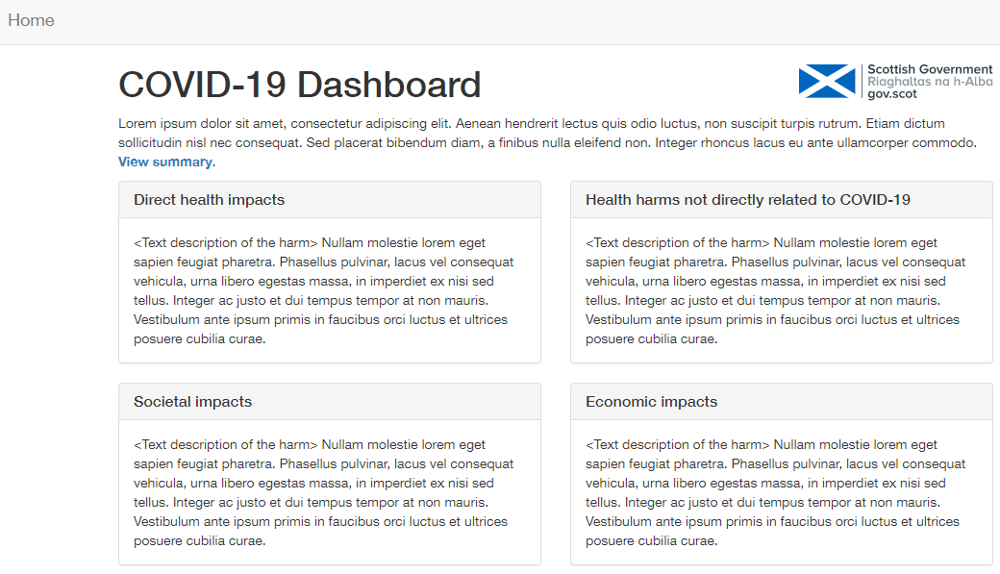 Home
COVID-19 Dashboard
Scottish Government
Riaghaltas na h-Alba
gov.scot
Lorem ipsum dolor sit amet, consectetur adipiscing elit. Aenean hendrerit lectus quis odio luctus, non suscipit turpis rutrum. Etiam dictum
sollicitudin nisl nec consequat. Sed placerat bibendum diam, a finibus nulla eleifend non. Integer rhoncus lacus eu ante ullamcorper commodo.
View summary.
Direct health impacts
<Text description of the harm> Nullam molestie lorem eget
sapien feugiat pharetra. Phasellus pulvinar, lacus vel consequat
vehicula, urna libero egestas massa, in imperdiet ex nisi sed
tellus. Integer ac justo et dui tempus tempor at non mauris.
Vestibulum ante ipsum primis in faucibus orci luctus et ultrices
posuere cubilia curae.
Health harms not directly related to COVID-19
<Text description of the harm> Nullam molestie lorem eget
sapien feugiat pharetra. Phasellus pulvinar, lacus vel consequat
vehicula, urna libero egestas massa, in imperdiet ex nisi sed
tellus. Integer ac justo et dui tempus tempor at non mauris.
Vestibulum ante ipsum primis in faucibus orci luctus et ultrices
posuere cubilia curae.
Societal impacts
<Text description of the harm> Nullam molestie lorem eget
sapien feugiat pharetra. Phasellus pulvinar, lacus vel consequat
vehicula, urna libero egestas massa, in imperdiet ex nisi sed
tellus. Integer ac justo et dui tempus tempor at non mauris.
Vestibulum ante ipsum primis in faucibus orci luctus et ultrices
posuere cubilia curae.
Economic impacts
<Text description of the harm> Nullam molestie lorem eget
sapien feugiat pharetra. Phasellus pulvinar, lacus vel consequat
vehicula, urna libero egestas massa, in imperdiet ex nisi sed
tellus. Integer ac justo et dui tempus tempor at non mauris.
Vestibulum ante ipsum primis in faucibus orci luctus et ultrices
posuere cubilia curae.